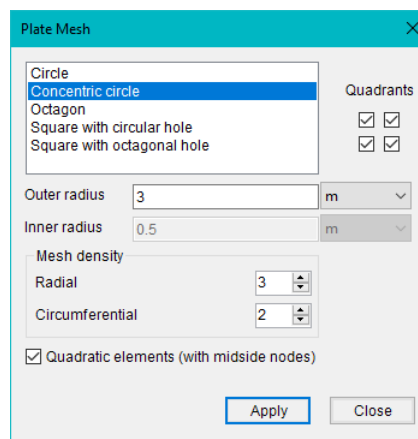 Plate Mesh
Circle
Concentric circle
Octagon
Square with circular hole
Square with octagonal hole
Quadrants
Outer radius 3 m
Inner radius 0.5 m
Mesh density
Radial 3
Circumferential 2
Quadratic elements (with midside nodes)
Apply Close